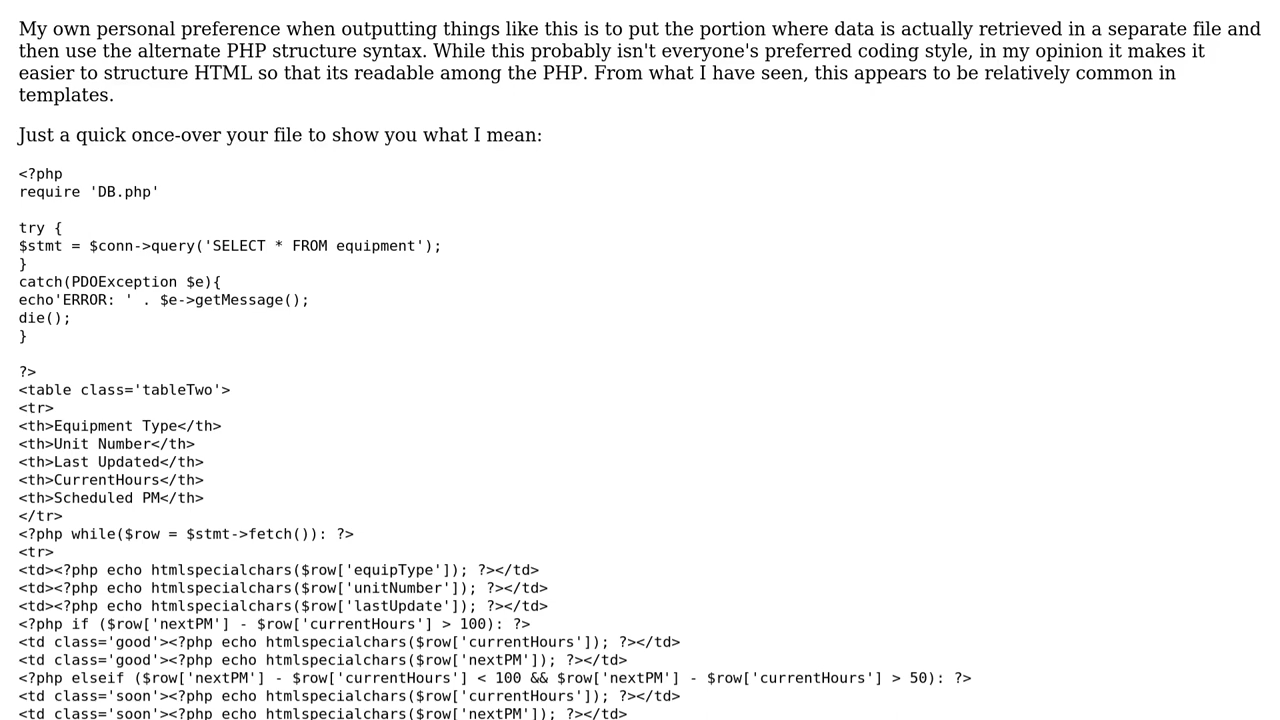 My own personal preference when outputting things like this is to put the portion where data is actually retrieved in a separate file and
then use the alternate PHP structure syntax. While this probably isn't everyone's preferred coding style, in my opinion it makes it
easier to structure HTML so that its readable among the PHP. From what I have seen, this appears to be relatively common in
templates.
Just a quick once-over your file to show you what I mean:
<?php
require 'DB.php'
try {
$stmt = $conn->query('SELECT * FROM equipment');
}
catch(PDOException $e){
echo'ERROR: ' . $e->getMessage();
die();
}
?>
<table class='tableTwo'>
<tr>
<th>Equipment Type</th>
<th>Unit Number</th>
<th>Last Updated</th>
<th>CurrentHours</th>
<th>Scheduled PM</th>
</tr>
<?php while($row = $stmt->fetch()): ?>
<tr>
<td><?php echo htmlspecialchars($row['equipType']); ?></td>
<td><?php echo htmlspecialchars($row['unitNumber']); ?></td>
<td><?php echo htmlspecialchars($row['lastUpdate']); ?></td>
<?php if ($row['nextPM'] - $row['currentHours'] > 100): ?>
<td class='good'><?php echo htmlspecialchars($row['currentHours']); ?></td>
<td class='good'><?php echo htmlspecialchars($row['nextPM']); ?></td>
<?php elseif ($row['nextPM'] - $row['currentHours'] < 100 && $row['nextPM'] - $row['currentHours'] > 50): ?>
<td class='soon'><?php echo htmlspecialchars($row['currentHours']); ?></td>
<td class='soon'><?php echo htmlspecialchars($row['nextPM']); ?></td>